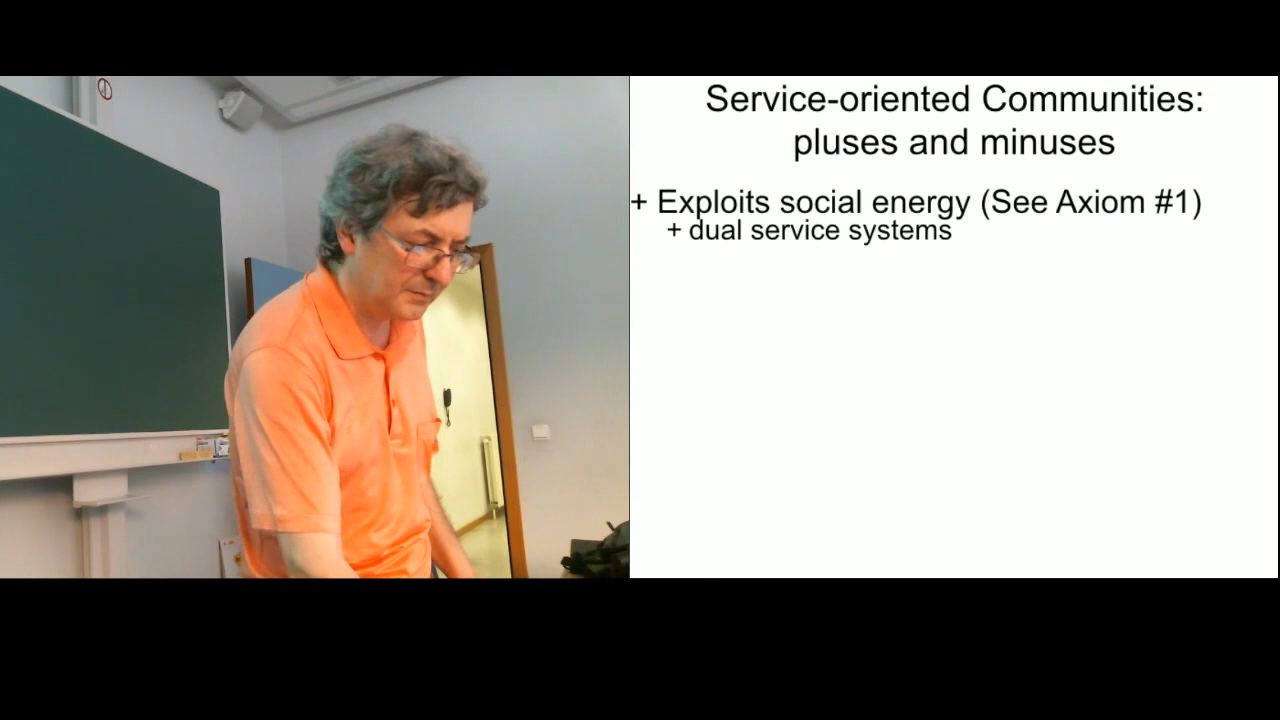 Service-oriented Communities:
pluses and minuses
+ Exploits social energy (See Axiom #1)
+ dual service systems